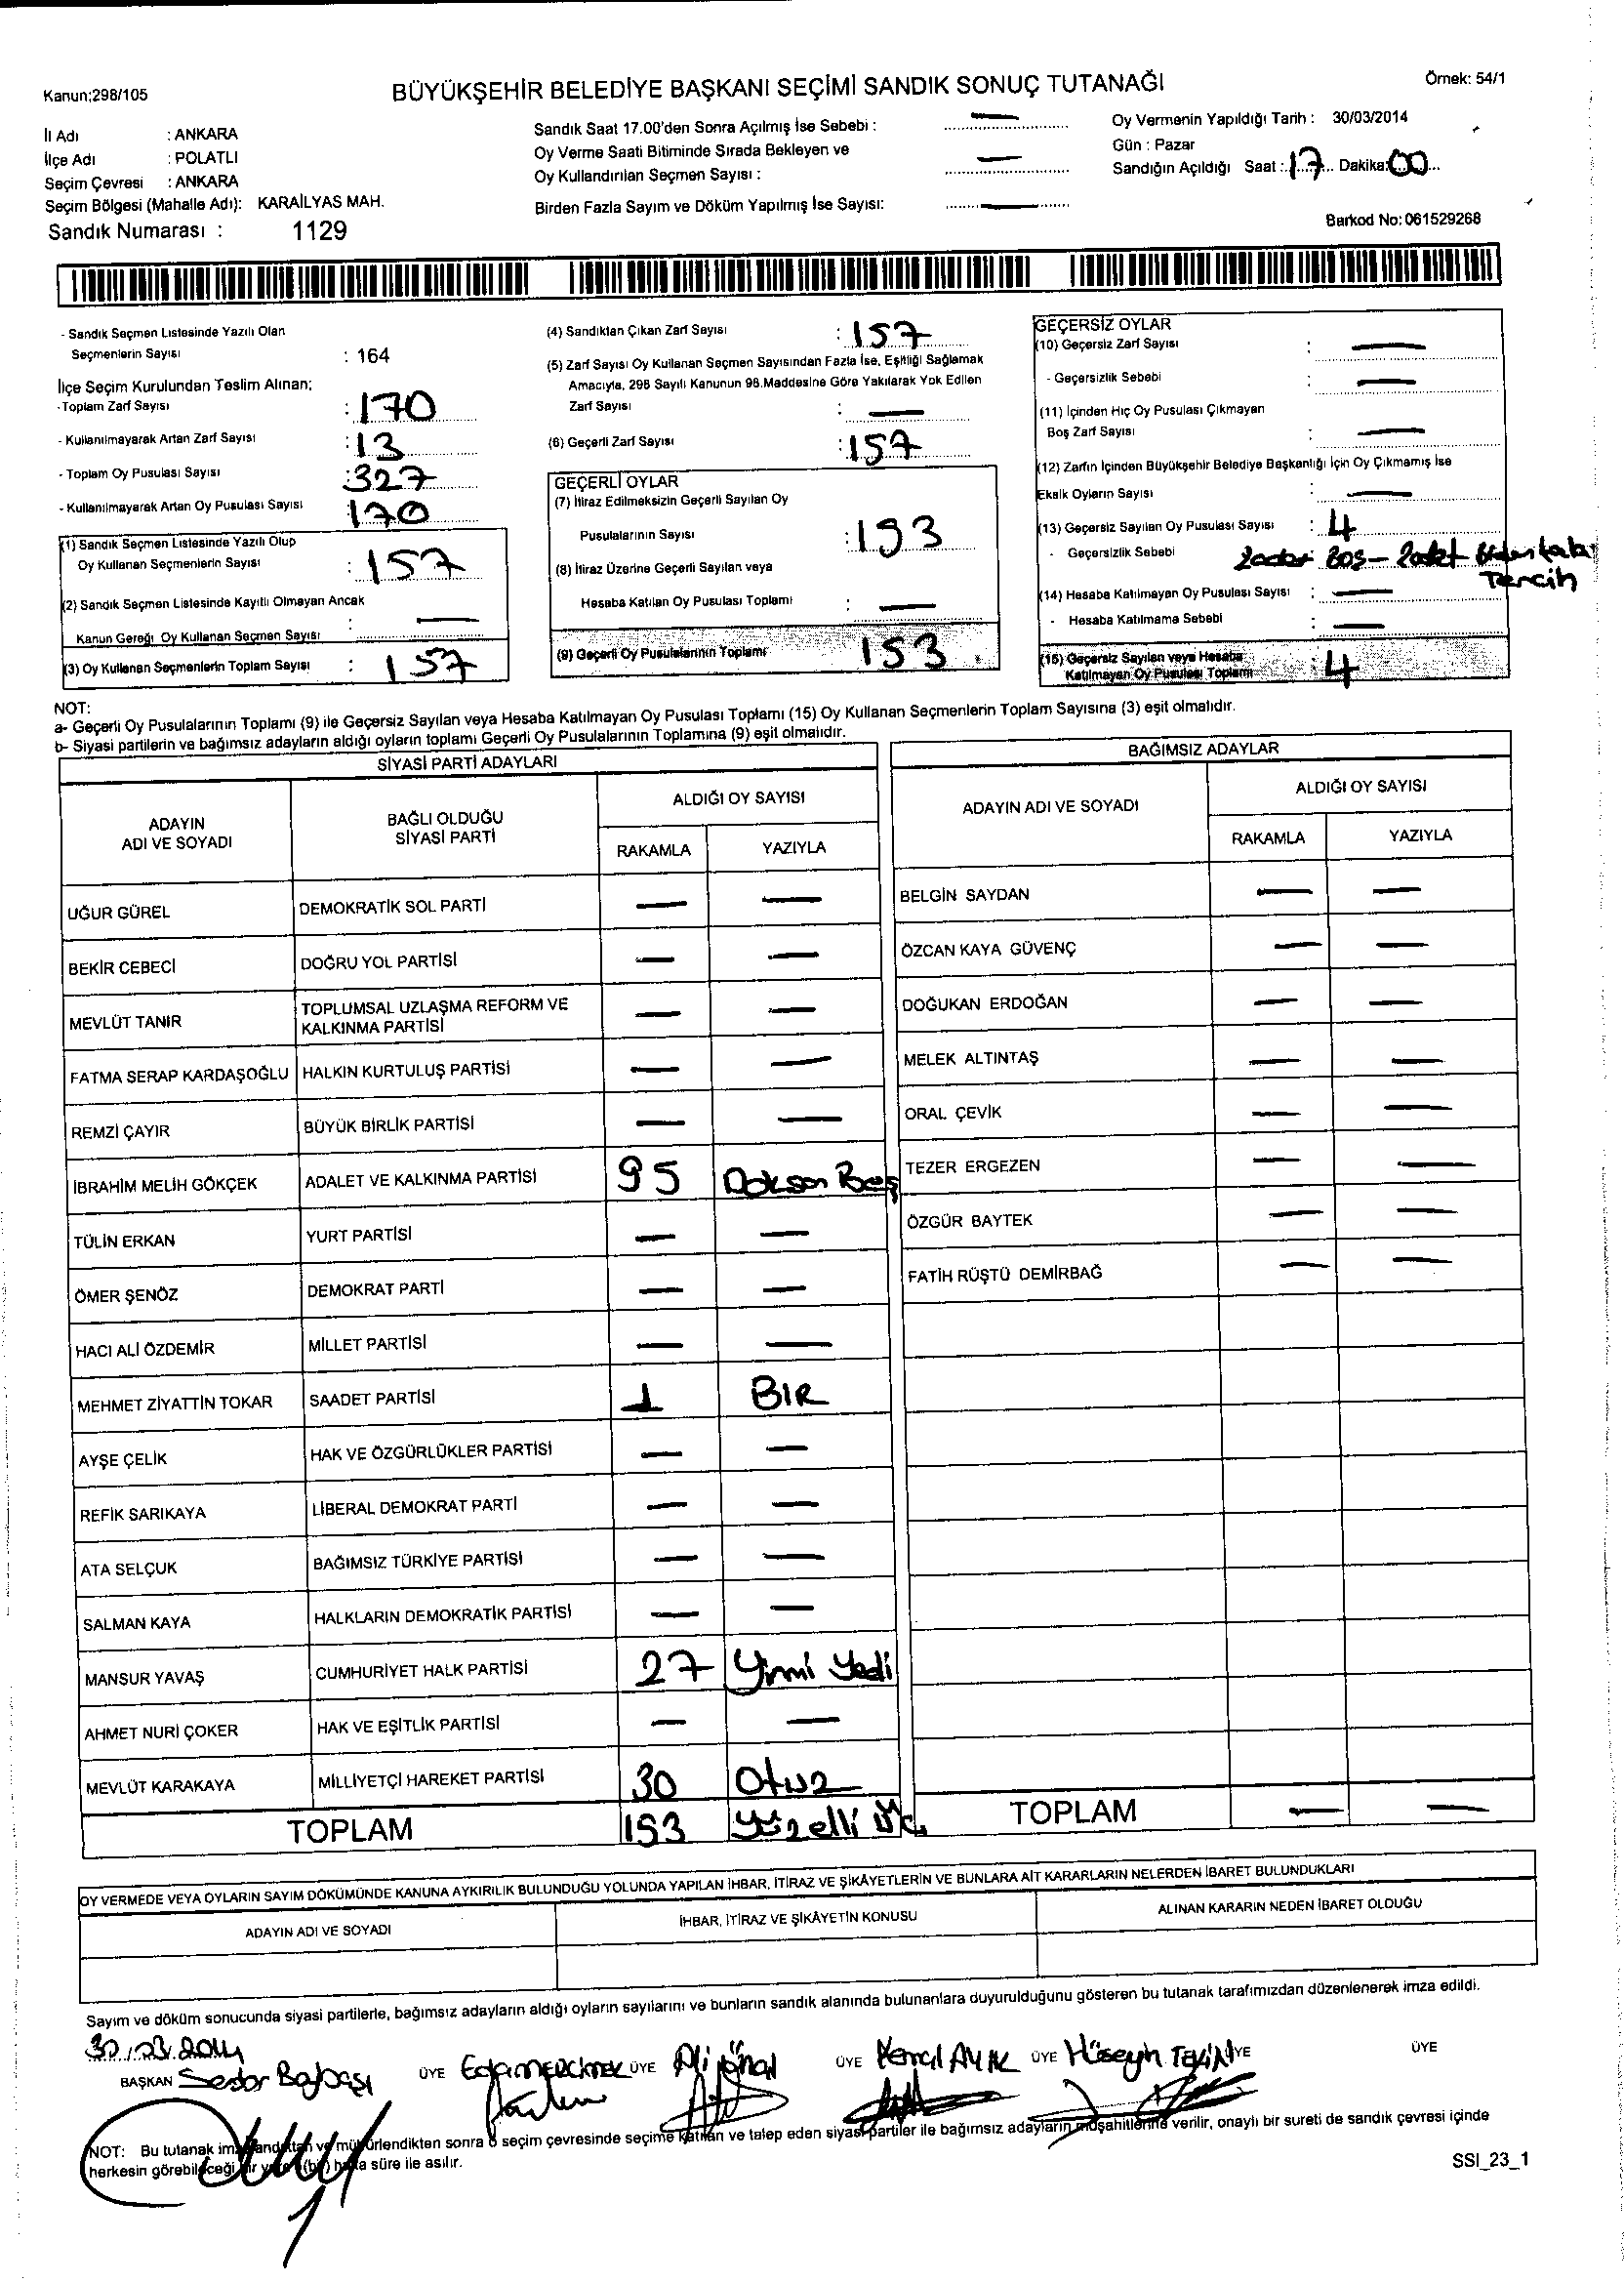 Kanun:298/105
BÜYÜKŞEHİR BELEDİYE BAŞKANI SEÇİMİ SANDIK SONUÇ TUTANAĞI
Örnek: 54/1
İl Adı : ANKARA
İlçe Adı : POLATLI
Seçim Çevresi : ANKARA
Seçim Bölgesi (Mahalle Adı): KARAİLYAS MAH.
Sandık Numarası : 1129
Sandık Saat 17.00'den Sonra Açılmış İse Sebebi : —
Oy Verme Saati Bitiminde Sırada Bekleyen ve
Oy Kullandırılan Seçmen Sayısı : —
Birden Fazla Sayım ve Döküm Yapılmış İse Sayısı: —
Oy Vermenin Yapıldığı Tarih : 30/03/2014
Gün : Pazar
Sandığın Açıldığı Saat : 17 Dakika: 00
Barkod No: 061529268
- Sandık Seçmen Listesinde Yazılı Olan
Seçmenlerin Sayısı : 164
İlçe Seçim Kurulundan Teslim Alınan:
-Toplam Zarf Sayısı : 170
- Kullanılmayarak Artan Zarf Sayısı : 13
- Toplam Oy Pusulası Sayısı : 327
- Kullanılmayarak Artan Oy Pusulası Sayısı 170
(1) Sandık Seçmen Listesinde Yazılı Olup
Oy Kullanan Seçmenlerin Sayısı : 157
(2) Sandık Seçmen Listesinde Kayıtlı Olmayan Ancak
Kanun Gereği Oy Kullanan Seçmen Sayısı : —
(3) Oy Kullanan Seçmenlerin Toplam Sayısı : 157
(4) Sandıktan Çıkan Zarf Sayısı : 157
(5) Zarf Sayısı Oy Kullanan Seçmen Sayısından Fazla İse, Eşitliği Sağlamak
Amacıyla, 298 Sayılı Kanunun 98.Maddesine Göre Yakılarak Yok Edilen
Zarf Sayısı : —
(6) Geçerli Zarf Sayısı : 157
GEÇERLİ OYLAR
(7) İtiraz Edilmeksizin Geçerli Sayılan Oy
Pusulalarının Sayısı : 153
(8) İtiraz Üzerine Geçerli Sayılan veya
Hesaba Katılan Oy Pusulası Toplamı : —
(9) Geçerli Oy Pusulalarının Toplamı 153
GEÇERSİZ OYLAR
(10) Geçersiz Zarf Sayısı : —
- Geçersizlik Sebebi : —
(11) İçinden Hiç Oy Pusulası Çıkmayan
Boş Zarf Sayısı : —
(12) Zarfın İçinden Büyükşehir Belediye Başkanlığı İçin Oy Çıkmamış İse
Eksik Oyların Sayısı : —
(13) Geçersiz Sayılan Oy Pusulası Sayısı : 4
- Geçersizlik Sebebi 2 adet BOŞ – 2 adet Birden fazla
Tercih
(14) Hesaba Katılmayan Oy Pusulası Sayısı : —
- Hesaba Katılmama Sebebi : —
(15) Geçersiz Sayılan veya Hesaba
Katılmayan Oy Pusulası Toplamı : 4
NOT:
a- Geçerli Oy Pusulalarının Toplamı (9) ile Geçersiz Sayılan veya Hesaba Katılmayan Oy Pusulası Toplamı (15) Oy Kullanan Seçmenlerin Toplam Sayısına (3) eşit olmalıdır.
b- Siyasi partilerin ve bağımsız adayların aldığı oyların toplamı Geçerli Oy Pusulalarının Toplamına (9) eşit olmalıdır.
SİYASİ PARTİ ADAYLARI
ADAYIN
ADI VE SOYADI
BAĞLI OLDUĞU
SİYASİ PARTİ
ALDIĞI OY SAYISI
RAKAMLA YAZIYLA
UĞUR GÜREL DEMOKRATİK SOL PARTİ — —
BEKİR CEBECİ DOĞRU YOL PARTİSİ — —
MEVLÜT TANIR TOPLUMSAL UZLAŞMA REFORM VE
KALKINMA PARTİSİ — —
FATMA SERAP KARDAŞOĞLU HALKIN KURTULUŞ PARTİSİ — —
REMZİ ÇAYIR BÜYÜK BİRLİK PARTİSİ — —
İBRAHİM MELİH GÖKÇEK ADALET VE KALKINMA PARTİSİ 95 Doksan Beş
TÜLİN ERKAN YURT PARTİSİ — —
ÖMER ŞENÖZ DEMOKRAT PARTİ — —
HACI ALİ ÖZDEMİR MİLLET PARTİSİ — —
MEHMET ZİYATTİN TOKAR SAADET PARTİSİ 1 BIR
AYŞE ÇELİK HAK VE ÖZGÜRLÜKLER PARTİSİ — —
REFİK SARIKAYA LİBERAL DEMOKRAT PARTİ — —
ATA SELÇUK BAĞIMSIZ TÜRKİYE PARTİSİ — —
SALMAN KAYA HALKLARIN DEMOKRATİK PARTİSİ — —
MANSUR YAVAŞ CUMHURİYET HALK PARTİSİ 27 Yirmi Yedi
AHMET NURİ ÇOKER HAK VE EŞİTLİK PARTİSİ — —
MEVLÜT KARAKAYA MİLLİYETÇİ HAREKET PARTİSİ 30 Otuz
TOPLAM 153 Yüzelli üç
BAĞIMSIZ ADAYLAR
ADAYIN ADI VE SOYADI
ALDIĞI OY SAYISI
RAKAMLA YAZIYLA
BELGİN SAYDAN — —
ÖZCAN KAYA GÜVENÇ — —
DOĞUKAN ERDOĞAN — —
MELEK ALTINTAŞ — —
ORAL ÇEVİK — —
TEZER ERGEZEN — —
ÖZGÜR BAYTEK — —
FATİH RÜŞTÜ DEMİRBAĞ — —
TOPLAM — —
OY VERMEDE VEYA OYLARIN SAYIM DÖKÜMÜNDE KANUNA AYKIRILIK BULUNDUĞU YOLUNDA YAPILAN İHBAR, İTİRAZ VE ŞİKÂYETLERİN VE BUNLARA AİT KARARLARIN NELERDEN İBARET BULUNDUKLARI
ADAYIN ADI VE SOYADI
İHBAR, İTİRAZ VE ŞİKÂYETİN KONUSU
ALINAN KARARIN NEDEN İBARET OLDUĞU
Sayım ve döküm sonucunda siyasi partilerle, bağımsız adayların aldığı oyların sayılarını ve bunların sandık alanında bulunanlara duyurulduğunu gösteren bu tutanak tarafımızdan düzenlenerek imza edildi.
30.03.2014
BAŞKAN ÜYE ÜYE Ali ÜYE Kemal ÜYE Hüseyin TEKİN ÜYE ÜYE
NOT: Bu tutanak imzalandıktan ve mühürlendikten sonra o seçim çevresinde seçime katılan ve talep eden siyasi partiler ile bağımsız adayların müşahitlerine verilir, onaylı bir sureti de sandık çevresi içinde
herkesin görebileceği bir yere (bir) hafta süre ile asılır.
SSI_23_1